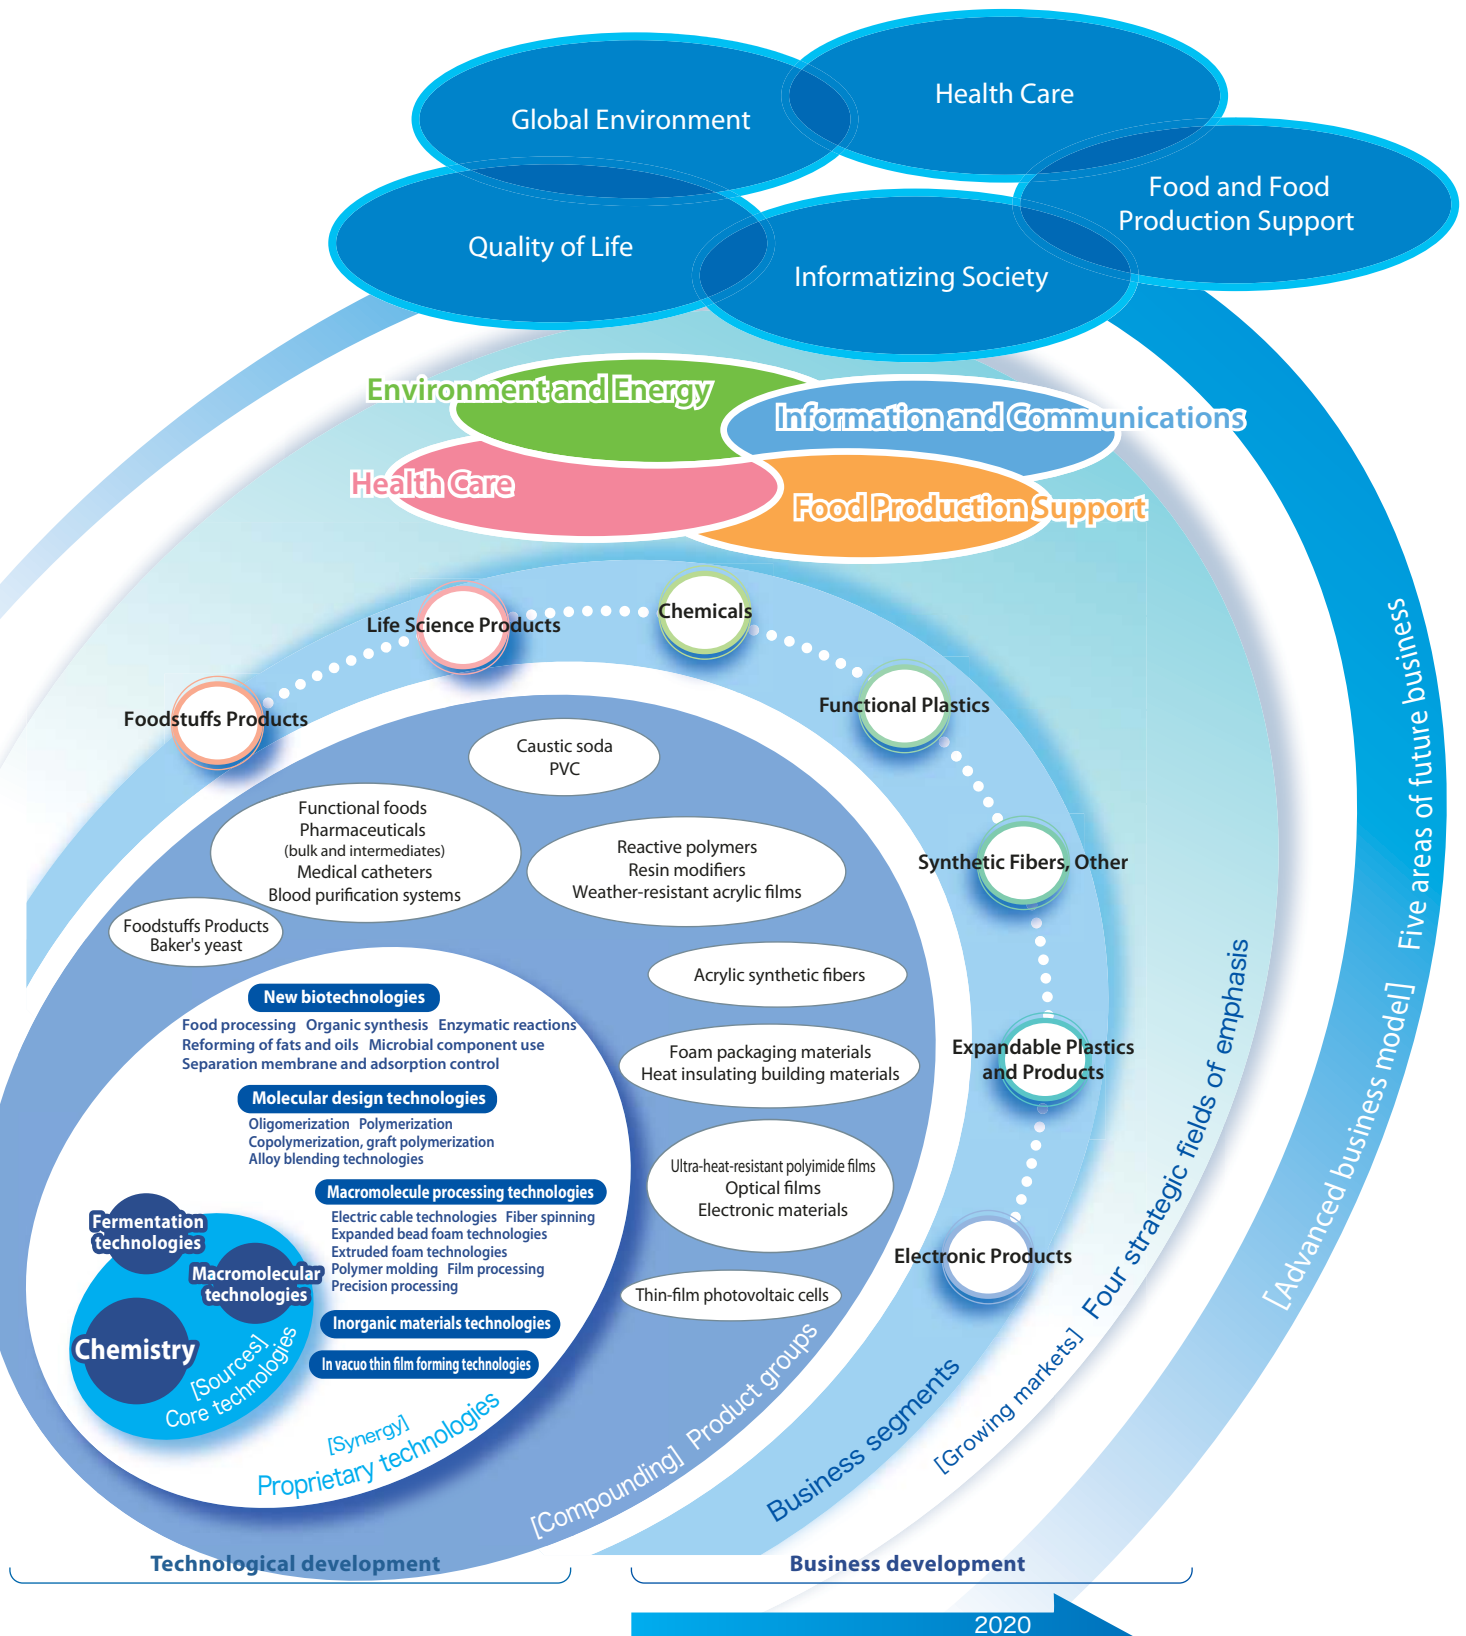 Global Environment
Health Care
Food and Food
Production Support
Quality of Life
Informatizing Society
Environment and Energy
Information and Communications
Health Care
Food Production Support
Foodstuffs Products
Life Science Products
Chemicals
Functional Plastics
Synthetic Fibers, Other
Expandable Plastics
and Products
Electronic Products
Caustic soda
PVC
Functional foods
Pharmaceuticals
(bulk and intermediates)
Medical catheters
Blood purification systems
Reactive polymers
Resin modifiers
Weather-resistant acrylic films
Foodstuffs Products
Baker's yeast
Acrylic synthetic fibers
Foam packaging materials
Heat insulating building materials
Ultra-heat-resistant polyimide films
Optical films
Electronic materials
Thin-film photovoltaic cells
New biotechnologies
Food processing Organic synthesis Enzymatic reactions
Reforming of fats and oils Microbial component use
Separation membrane and adsorption control
Molecular design technologies
Oligomerization Polymerization
Copolymerization, graft polymerization
Alloy blending technologies
Macromolecule processing technologies
Electric cable technologies Fiber spinning
Expanded bead foam technologies
Extruded foam technologies
Polymer molding Film processing
Precision processing
Inorganic materials technologies
In vacuo thin film forming technologies
Fermentation
technologies
Macromolecular
technologies
Chemistry
[Sources]
Core technologies
[Synergy]
Proprietary technologies
[Compounding] Product groups
Business segments
[Growing markets] Four strategic fields of emphasis
[Advanced business model] Five areas of future business
Technological development
Business development
2020